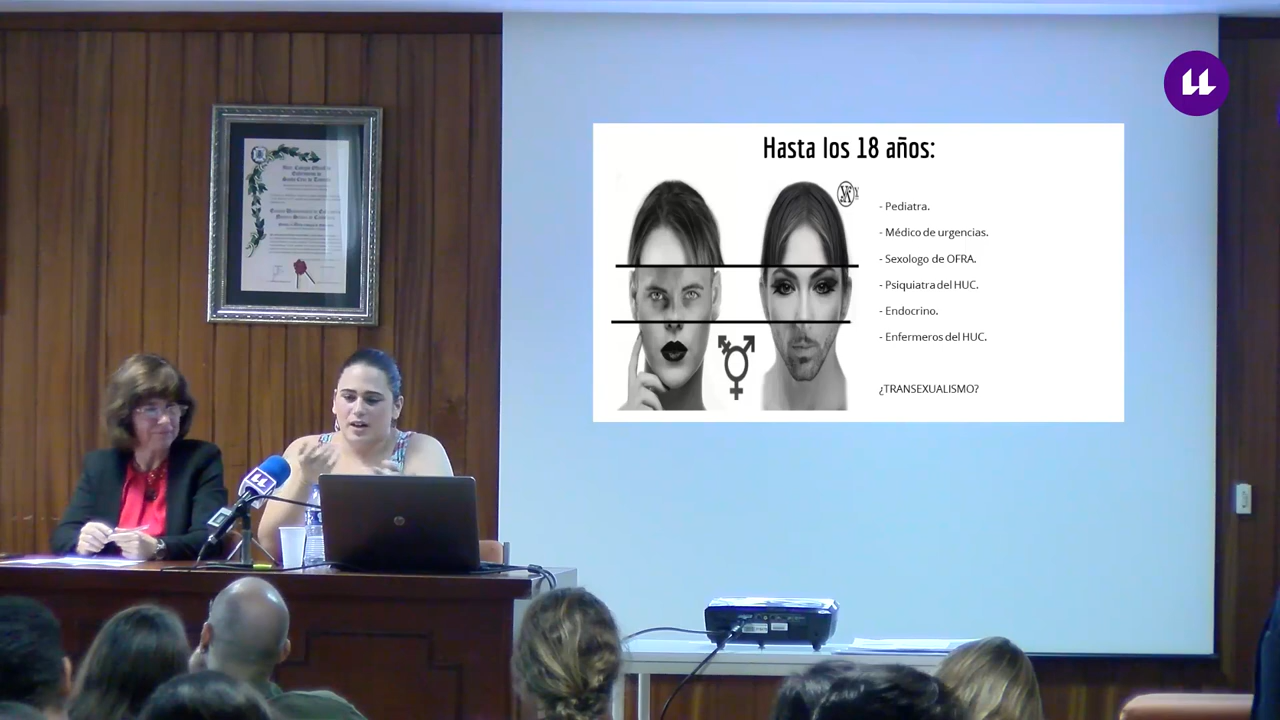 Hasta los 18 años:
- Pediatra.
- Médico de urgencias.
- Sexologo de OFRA.
- Psiquiatra del HUC.
- Endocrino.
- Enfermeros del HUC.
¿TRANSEXUALISMO?
hp